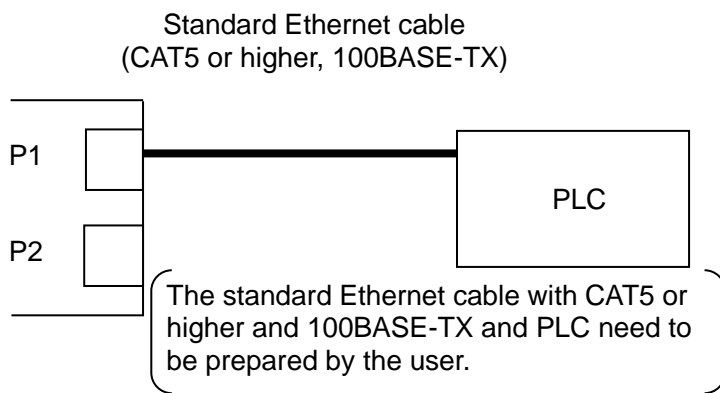 Standard Ethernet cable
(CAT5 or higher, 100BASE-TX)
P1
PLC
P2
The standard Ethernet cable with CAT5 or
higher and 100BASE-TX and PLC need to
be prepared by the user.